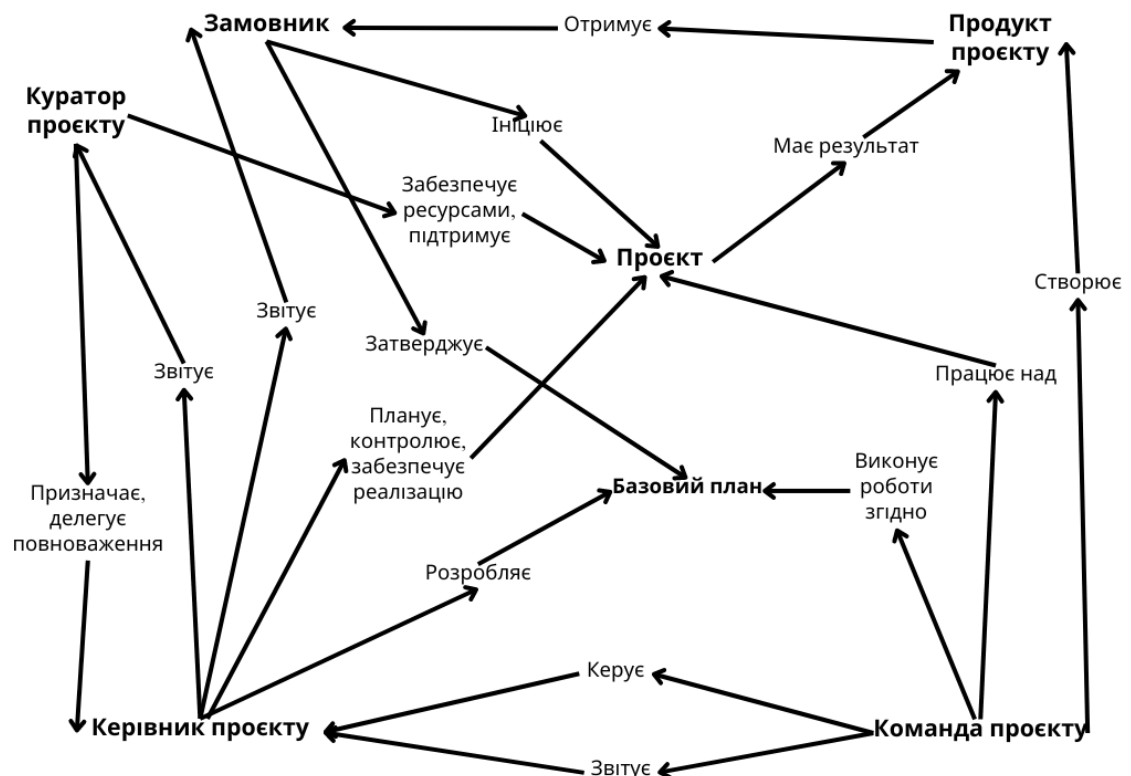 Замовник
Отримує
Продукт
проєкту
Куратор
проєкту
Ініціює
Має результат
Забезпечує
ресурсами,
підтримує
Проєкт
Створює
Звітує
Затверджує
Звітує
Працює над
Планує,
контролює,
забезпечує
реалізацію
Базовий план
Виконує
роботи
згідно
Призначає,
делегує
повноваження
Розробляє
Керує
Керівник проєкту
Команда проєкту
Звітує